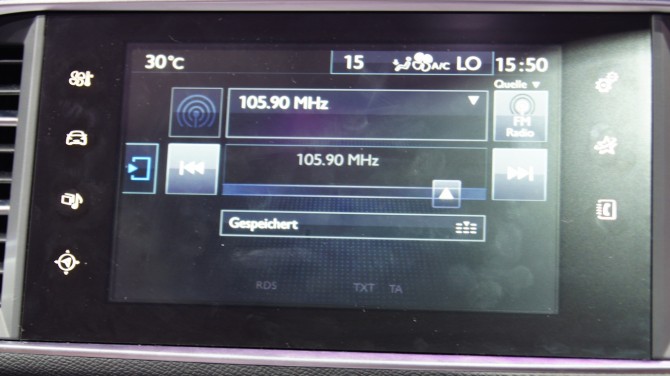 30°C 15 A/C LO 15:50
Quelle
105.90 MHz
FM
Radio
105.90 MHz
Gespeichert
RDS TXT TA